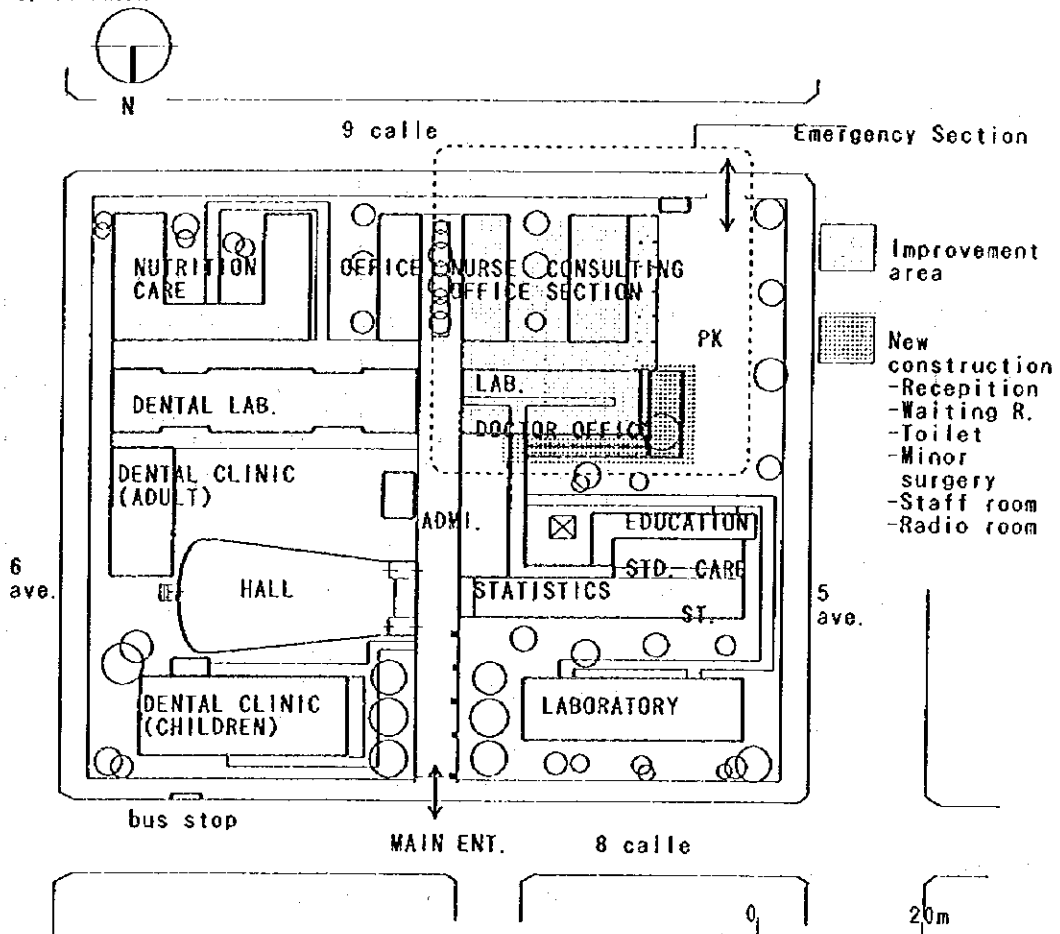 N
9 calle
Emergency Section
NUTRITION
CARE
OFFICE
NURSE
OFFICE
CONSULTING
SECTION
PK
Improvement
area
New
construction
-Recepition
-Waiting R.
-Toilet
-Minor
surgery
-Staff room
-Radio room
DENTAL LAB.
LAB.
DOCTOR OFFICE
DENTAL CLINIC
(ADULT)
ADMI.
EDUCATION
STD. CARE
6
ave.
HALL
STATISTICS
ST.
5
ave.
DENTAL CLINIC
(CHILDREN)
LABORATORY
bus stop
MAIN ENT.
8 calle
0
20m